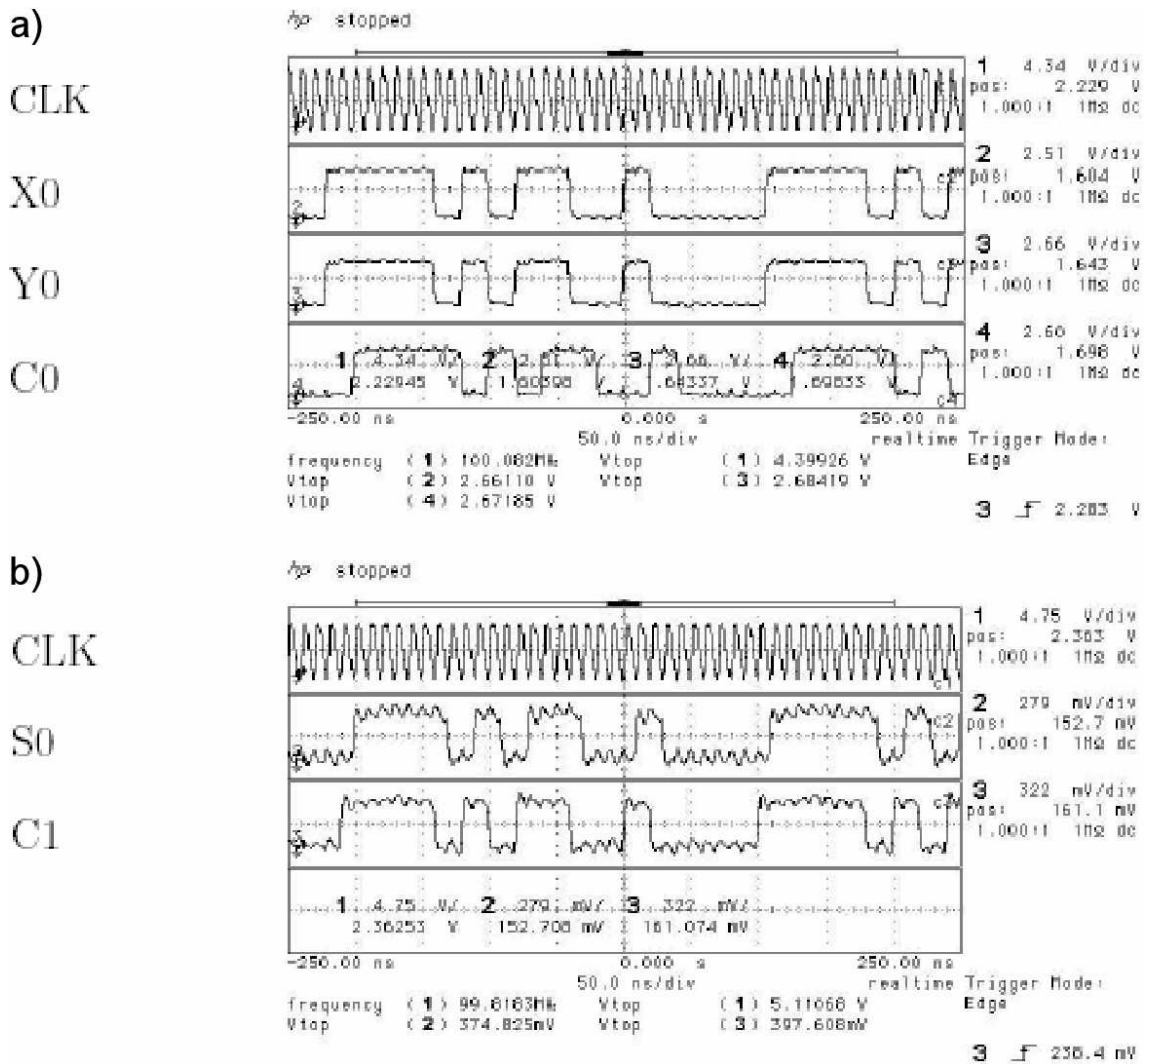 a)
hp stopped
CLK
1 4.34 V/div
pos: 2.229 V
1.000:1 1MΩ dc
X0
2 2.51 V/div
pos: 1.604 V
1.000:1 1MΩ dc
Y0
3 2.66 V/div
pos: 1.643 V
1.000:1 1MΩ dc
C0
4 2.60 V/div
pos: 1.698 V
1.000:1 1MΩ dc
1 4.34 V/ 2 2.51 V/ 3 2.66 V/ 4 2.60 V/
2.22945 V 1.60398 V 1.64337 V 1.69833 V
-250.00 ns 0.000 s 250.00 ns
50.0 ns/div realtime Trigger Mode:
Edge
frequency (1) 100.082MHz Vtop (1) 4.39926 V
Vtop (2) 2.66110 V Vtop (3) 2.68419 V
Vtop (4) 2.67185 V
3 2.283 V
b)
hp stopped
CLK
1 4.75 V/div
pos: 2.363 V
1.000:1 1MΩ dc
S0
2 279 mV/div
pos: 152.7 mV
1.000:1 1MΩ dc
C1
3 322 mV/div
pos: 161.1 mV
1.000:1 1MΩ dc
1 4.75 V/ 2 279 mV/ 3 322 mV/
2.36253 V 152.708 mV 161.074 mV
-250.00 ns 0.000 s 250.00 ns
50.0 ns/div realtime Trigger Mode:
Edge
frequency (1) 99.8183MHz Vtop (1) 5.11068 V
Vtop (2) 374.825mV Vtop (3) 397.608mV
3 238.4 mV